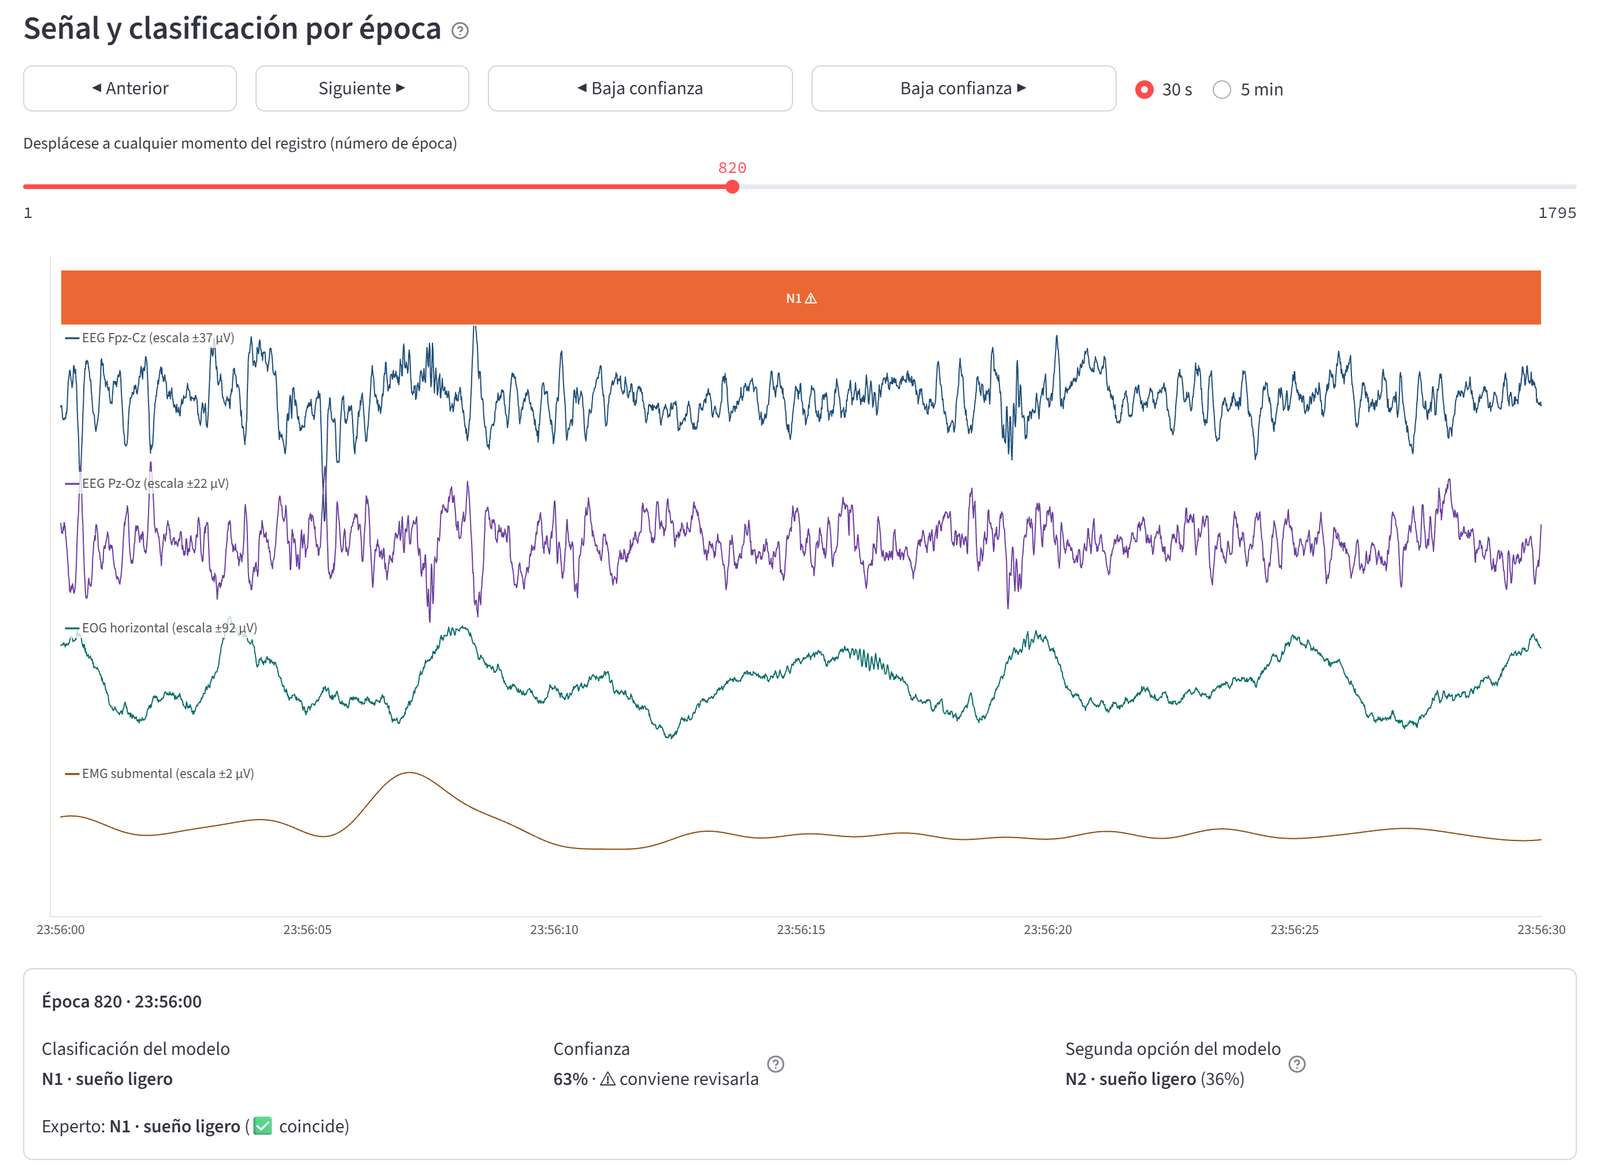 Señal y clasificación por época ?
◄ Anterior
Siguiente ►
◄ Baja confianza
Baja confianza ►
30 s
5 min
Desplácese a cualquier momento del registro (número de época)
820
1
1795
N1 ⚠
EEG Fpz-Cz (escala ±37 µV)
EEG Pz-Oz (escala ±22 µV)
EOG horizontal (escala ±92 µV)
EMG submental (escala ±2 µV)
23:56:00
23:56:05
23:56:10
23:56:15
23:56:20
23:56:25
23:56:30
Época 820 · 23:56:00
Clasificación del modelo
N1 · sueño ligero
Confianza ?
63% · ⚠ conviene revisarla
Segunda opción del modelo ?
N2 · sueño ligero (36%)
Experto: N1 · sueño ligero (✅ coincide)